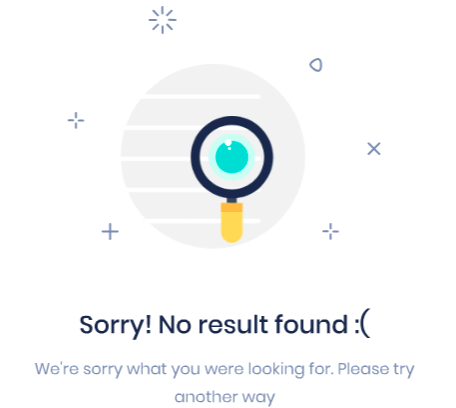 Sorry! No result found :(
We're sorry what you were looking for. Please try
another way